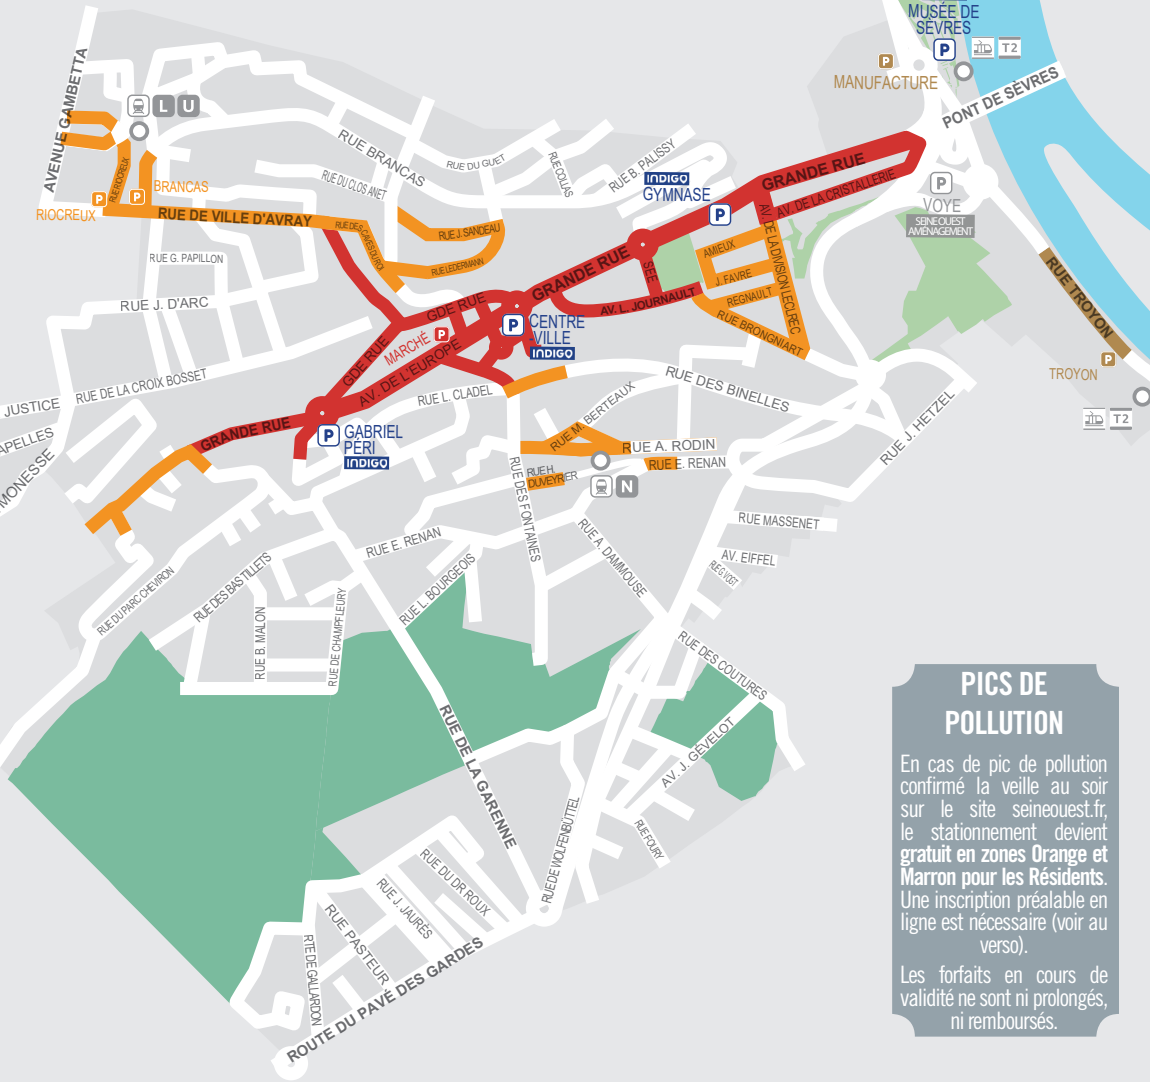 MUSÉE DE
SÈVRES
P
T2
P
MANUFACTURE
PONT DE SÈVRES
AVENUE GAMBETTA
L U
RUE BRANCAS
RUE DU GUET
RUE B. PALISSY
INDIGO
GYMNASE
P
GRANDE RUE
AV. DE LA CRISTALLERIE
P
VOYE
SEINE OUEST
AMÉNAGEMENT
RUE RIOCREUX
P
BRANCAS
P
RIOCREUX
RUE DU CLOS ANET
RUE DE VILLE D'AVRAY
RUE DES CAVES DU ROI
RUE J. SANDEAU
RUE LEDERMANN
RUE G. PAPILLON
RUE J. D'ARC
GRANDE RUE
SÉE
AMIEUX
J. FAVRE
REGNAULT
RUE BRONGNIART
AV. DE LA DIVISION LECLERC
AV. L. JOURNAULT
RUE TROYON
P
TROYON
T2
GDE RUE
P
CENTRE
-VILLE
INDIGO
MARCHÉ
P
GDE RUE
AV. DE L'EUROPE
JUSTICE
RUE DE LA CROIX BOSSET
RUE L. CLADEL
RUE DES BINELLES
RUE J. HETZEL
APELLES
MONESSE
GRANDE RUE
P
GABRIEL
PÉRI
INDIGO
RUE M. BERTEAUX
RUE A. RODIN
RUE E. RENAN
RUE H.
DUVEYRIER
N
RUE DES FONTAINES
RUE MASSENET
AV. EIFFEL
RUE G. VOGT
RUE A. DAMMOUSE
RUE E. RENAN
RUE L. BOURGEOIS
RUE DU PARC CHEVIRON
RUE DES BAS TILLETS
RUE B. MALON
RUE DE CHAMPFLEURY
RUE DES COUTURES
AV. J. GÉVELOT
RUE DE LA GARENNE
RUE DE WOLFENBÜTTEL
RUE FOURY
RUE DU DR ROUX
RUE J. JAURÈS
RUE PASTEUR
RTE DE GALLARDON
ROUTE DU PAVÉ DES GARDES
PICS DE
POLLUTION
En cas de pic de pollution
confirmé la veille au soir
sur le site seineouest.fr,
le stationnement devient
gratuit en zones Orange et
Marron pour les Résidents.
Une inscription préalable en
ligne est nécessaire (voir au
verso).
Les forfaits en cours de
validité ne sont ni prolongés,
ni remboursés.